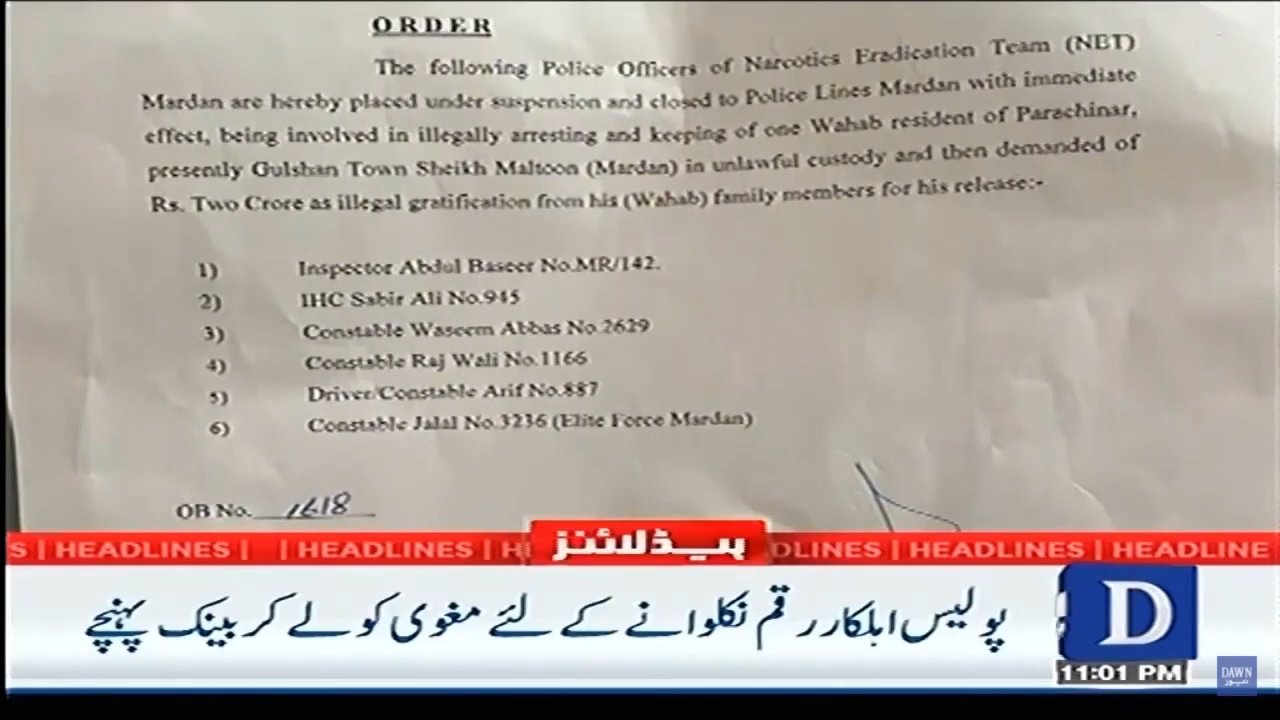 ORDER
The following Police Officers of Narcotics Eradication Team (NET)
Mardan are hereby placed under suspension and closed to Police Lines Mardan with immediate
effect, being involved in illegally arresting and keeping of one Wahab resident of Parachinar,
presently Gulshan Town Sheikh Maltoon (Mardan) in unlawful custody and then demanded of
Rs. Two Crore as illegal gratification from his (Wahab) family members for his release:-
1) Inspector Abdul Baseer No.MR/142.
2) IHC Sabir Ali No.945
3) Constable Waseem Abbas No.2629
4) Constable Raj Wali No.1166
5) Driver/Constable Arif No.887
6) Constable Jalal No.3236 (Elite Force Mardan)
OB No. 1618
S | HEADLINES | | HEADLINES | H ہیڈلائنز DLINES | HEADLINES | HEADLINE
پولیس اہلکار رقم نکلوانے کے لئے مغوی کو لے کر بینک پہنچے
D
11:01 PM
DAWN
نیوز